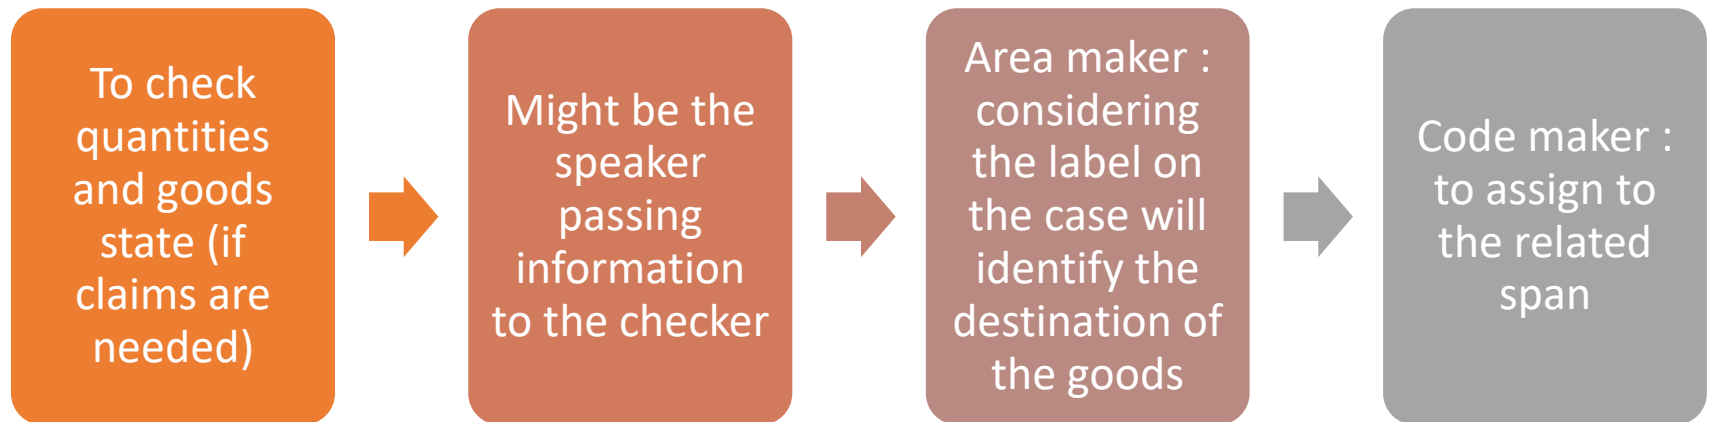 To check
quantities
and goods
state (if
claims are
needed)
Might be the
speaker
passing
information
to the checker
Area maker :
considering
the label on
the case will
identify the
destination of
the goods
Code maker :
to assign to
the related
span